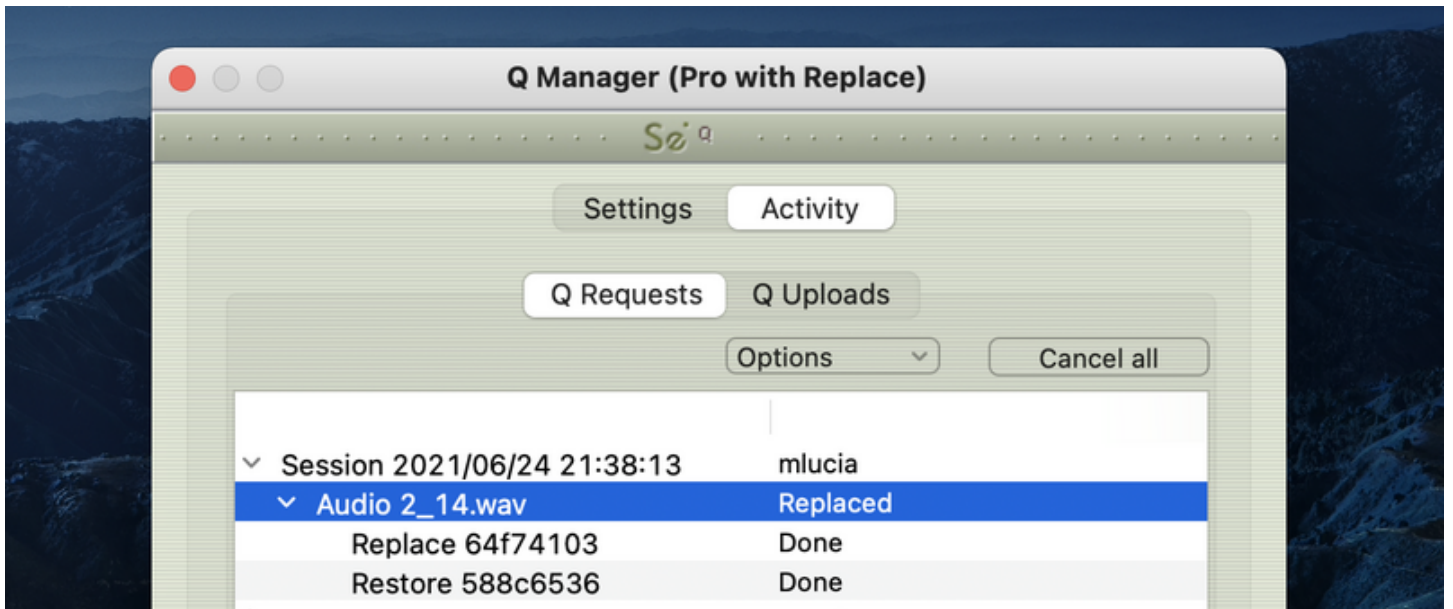 Q Manager (Pro with Replace)
Se Q
Settings Activity
Q Requests Q Uploads
Options Cancel all
Session 2021/06/24 21:38:13 mlucia
Audio 2_14.wav Replaced
Replace 64f74103 Done
Restore 588c6536 Done